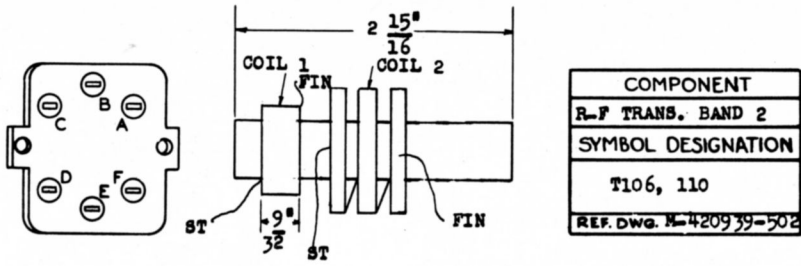 C
B
A
D
E
F
2 15"
16
COIL 1
FIN
COIL 2
ST
9"
32
ST
FIN
COMPONENT
R-F TRANS. BAND 2
SYMBOL DESIGNATION
T106, 110
REF. DWG. M-420939-502